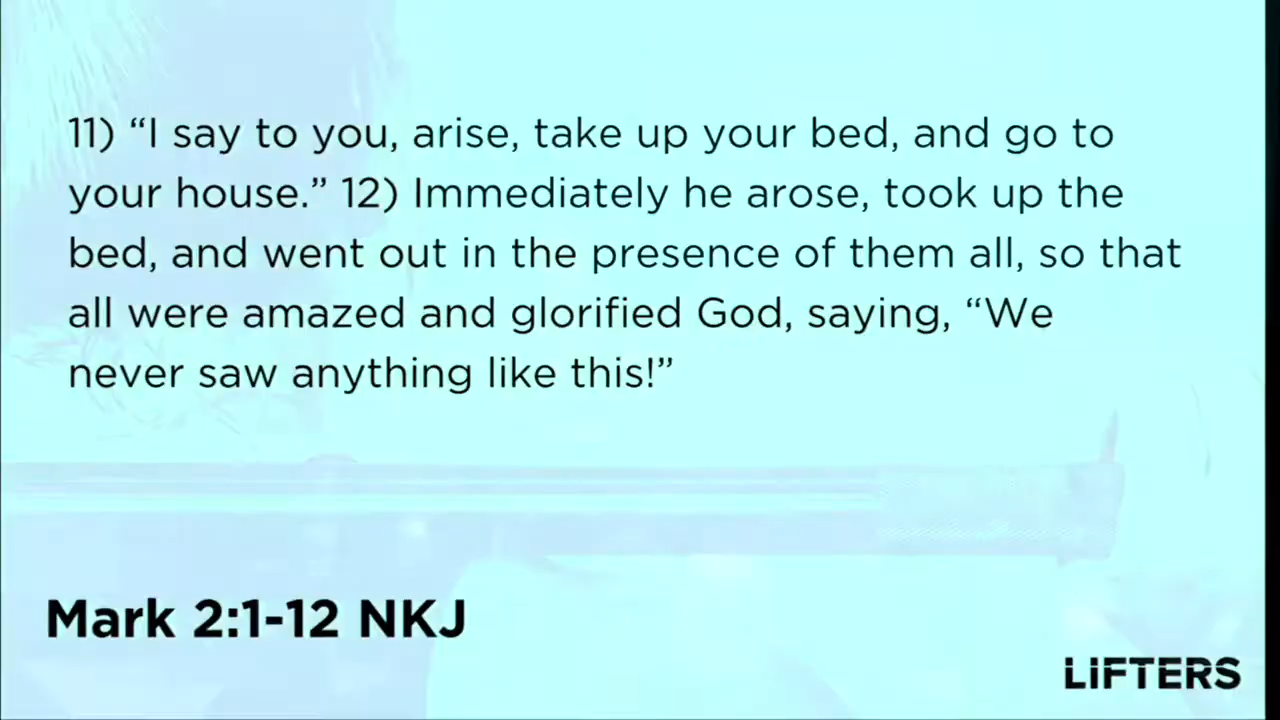 11) “I say to you, arise, take up your bed, and go to
your house.” 12) Immediately he arose, took up the
bed, and went out in the presence of them all, so that
all were amazed and glorified God, saying, “We
never saw anything like this!”
Mark 2:1-12 NKJ
LIFTERS